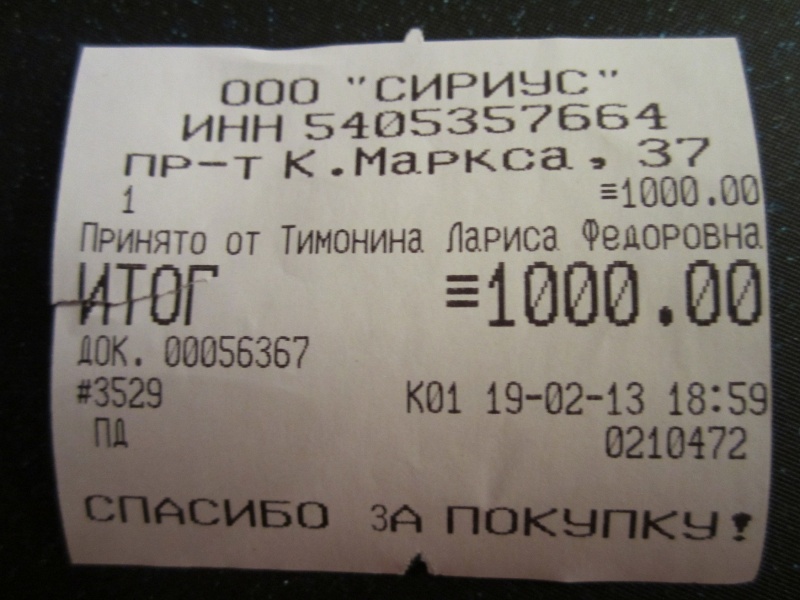 ООО "СИРИУС"
ИНН 5405357664
пр-т К.Маркса, 37
1 ≡1000.00
Принято от Тимонина Лариса Федоровна
ИТОГ ≡1000.00
ДОК. 00056367
#3529 К01 19-02-13 18:59
ПД 0210472
СПАСИБО ЗА ПОКУПКУ!